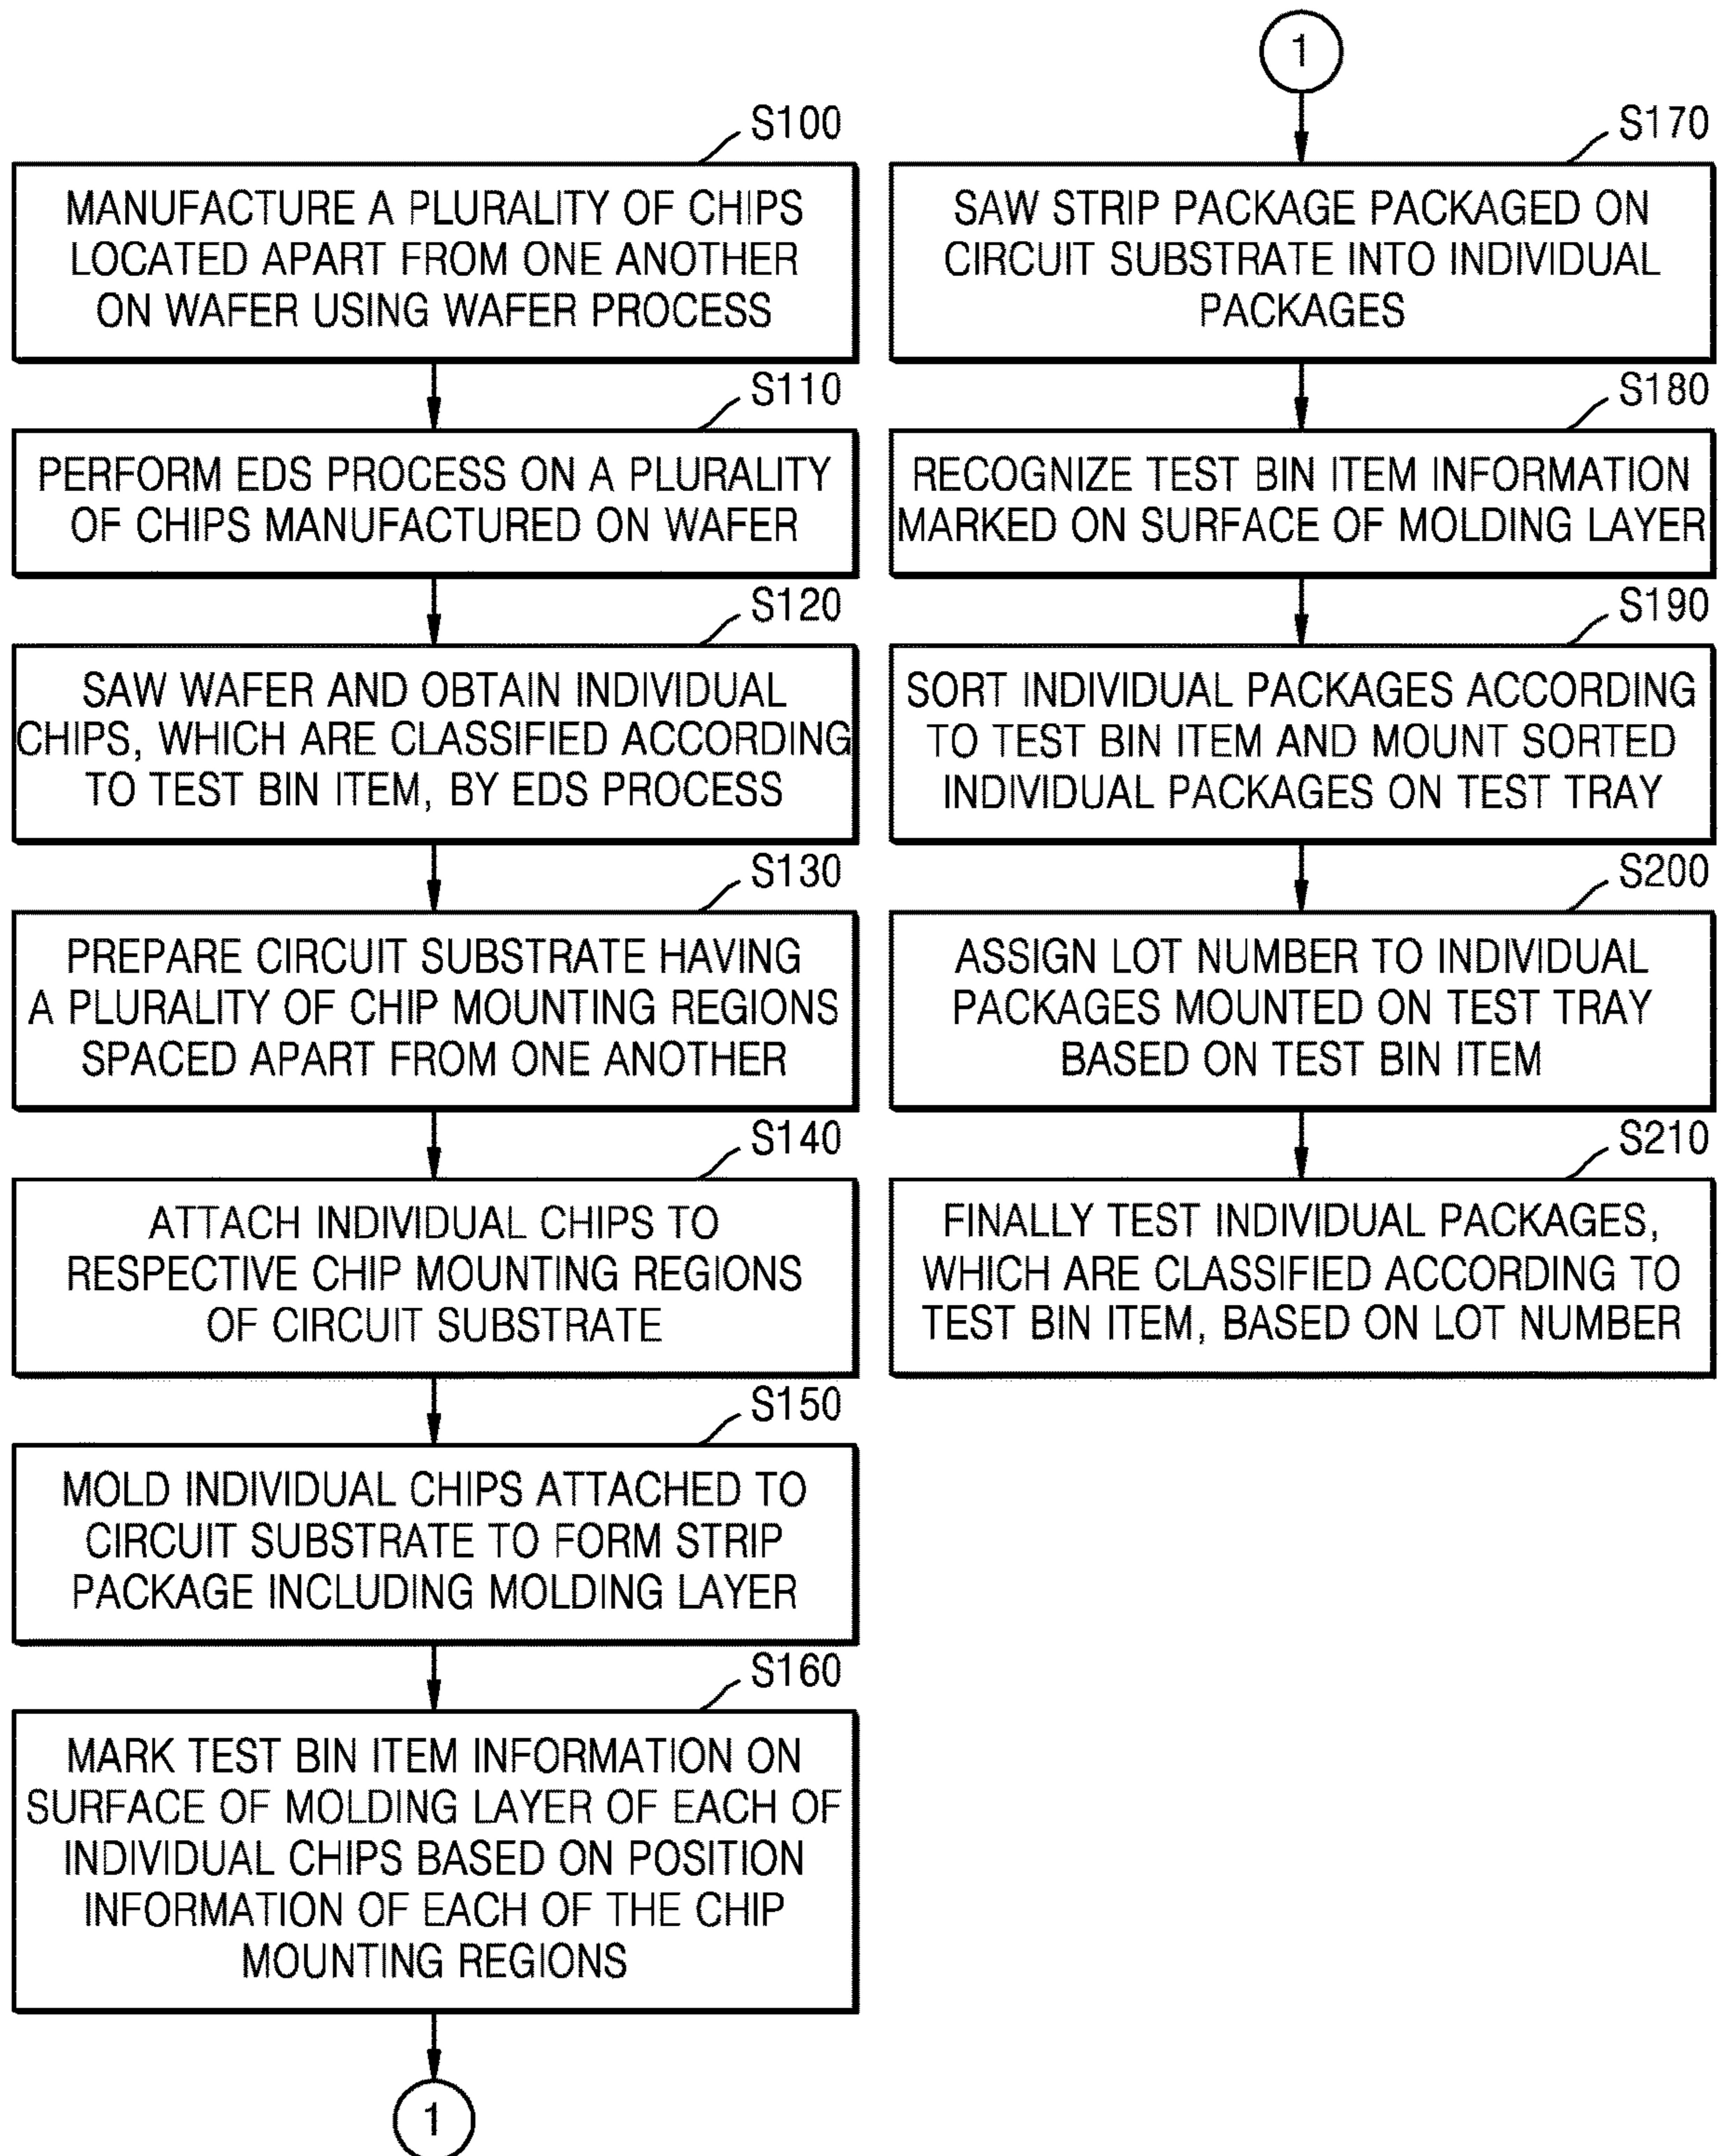 S100
MANUFACTURE A PLURALITY OF CHIPS
LOCATED APART FROM ONE ANOTHER
ON WAFER USING WAFER PROCESS
S110
PERFORM EDS PROCESS ON A PLURALITY
OF CHIPS MANUFACTURED ON WAFER
S120
SAW WAFER AND OBTAIN INDIVIDUAL
CHIPS, WHICH ARE CLASSIFIED ACCORDING
TO TEST BIN ITEM, BY EDS PROCESS
S130
PREPARE CIRCUIT SUBSTRATE HAVING
A PLURALITY OF CHIP MOUNTING REGIONS
SPACED APART FROM ONE ANOTHER
S140
ATTACH INDIVIDUAL CHIPS TO
RESPECTIVE CHIP MOUNTING REGIONS
OF CIRCUIT SUBSTRATE
S150
MOLD INDIVIDUAL CHIPS ATTACHED TO
CIRCUIT SUBSTRATE TO FORM STRIP
PACKAGE INCLUDING MOLDING LAYER
S160
MARK TEST BIN ITEM INFORMATION ON
SURFACE OF MOLDING LAYER OF EACH OF
INDIVIDUAL CHIPS BASED ON POSITION
INFORMATION OF EACH OF THE CHIP
MOUNTING REGIONS
1
1
S170
SAW STRIP PACKAGE PACKAGED ON
CIRCUIT SUBSTRATE INTO INDIVIDUAL
PACKAGES
S180
RECOGNIZE TEST BIN ITEM INFORMATION
MARKED ON SURFACE OF MOLDING LAYER
S190
SORT INDIVIDUAL PACKAGES ACCORDING
TO TEST BIN ITEM AND MOUNT SORTED
INDIVIDUAL PACKAGES ON TEST TRAY
S200
ASSIGN LOT NUMBER TO INDIVIDUAL
PACKAGES MOUNTED ON TEST TRAY
BASED ON TEST BIN ITEM
S210
FINALLY TEST INDIVIDUAL PACKAGES,
WHICH ARE CLASSIFIED ACCORDING TO
TEST BIN ITEM, BASED ON LOT NUMBER